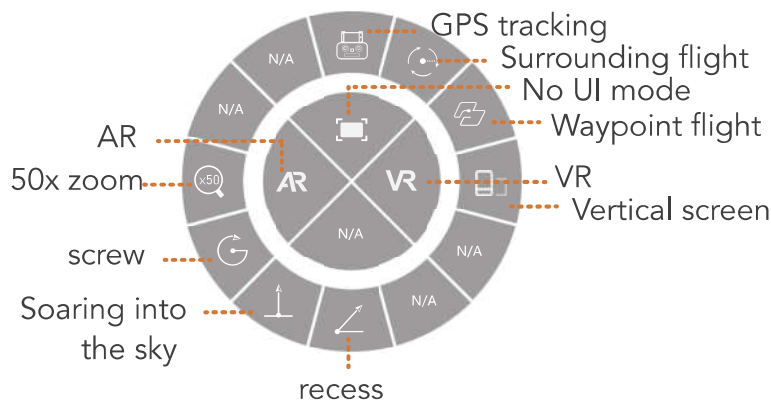 GPS tracking
Surrounding flight
No UI mode
Waypoint flight
VR
Vertical screen
AR
50x zoom
screw
Soaring into
the sky
recess
N/A
N/A
x50
AR
VR
N/A
N/A
N/A